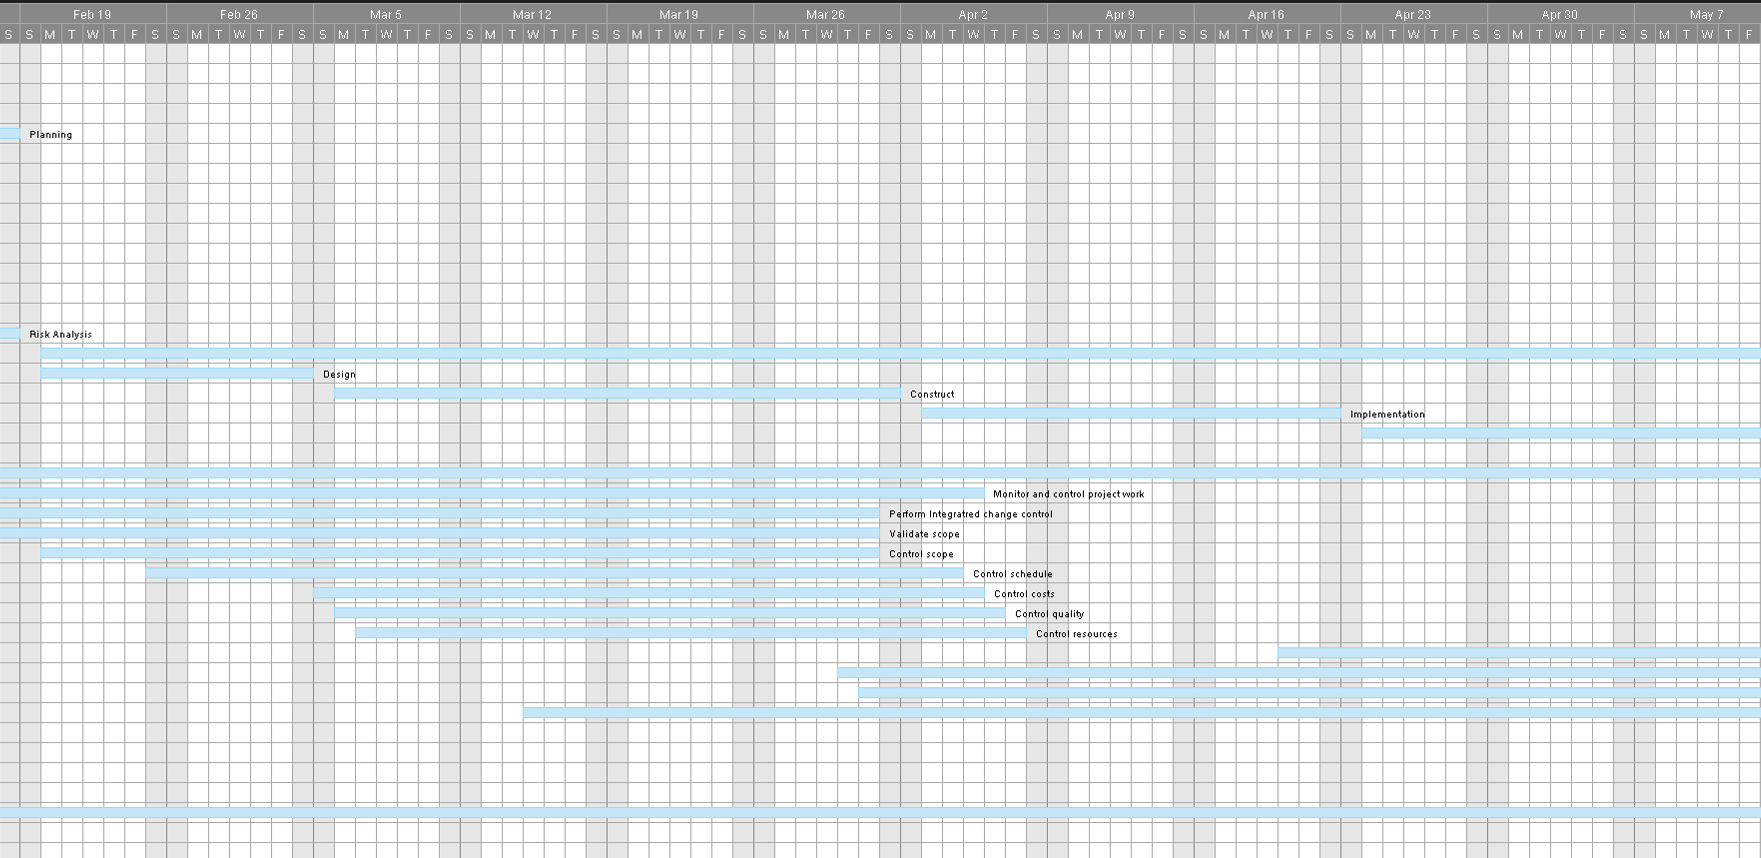 Feb 19 Feb 26 Mar 5 Mar 12 Mar 19 Mar 26 Apr 2 Apr 9 Apr 16 Apr 23 Apr 30 May 7
S S M T W T F S S M T W T F S S M T W T F S S M T W T F S S M T W T F S S M T W T F S S M T W T F S S M T W T F S S M T W T F S S M T W T F S S M T W T F S S M T W T F
Planning
Risk Analysis
Design
Construct
Implementation
Monitor and control project work
Perform Integratred change control
Validate scope
Control scope
Control schedule
Control costs
Control quality
Control resources